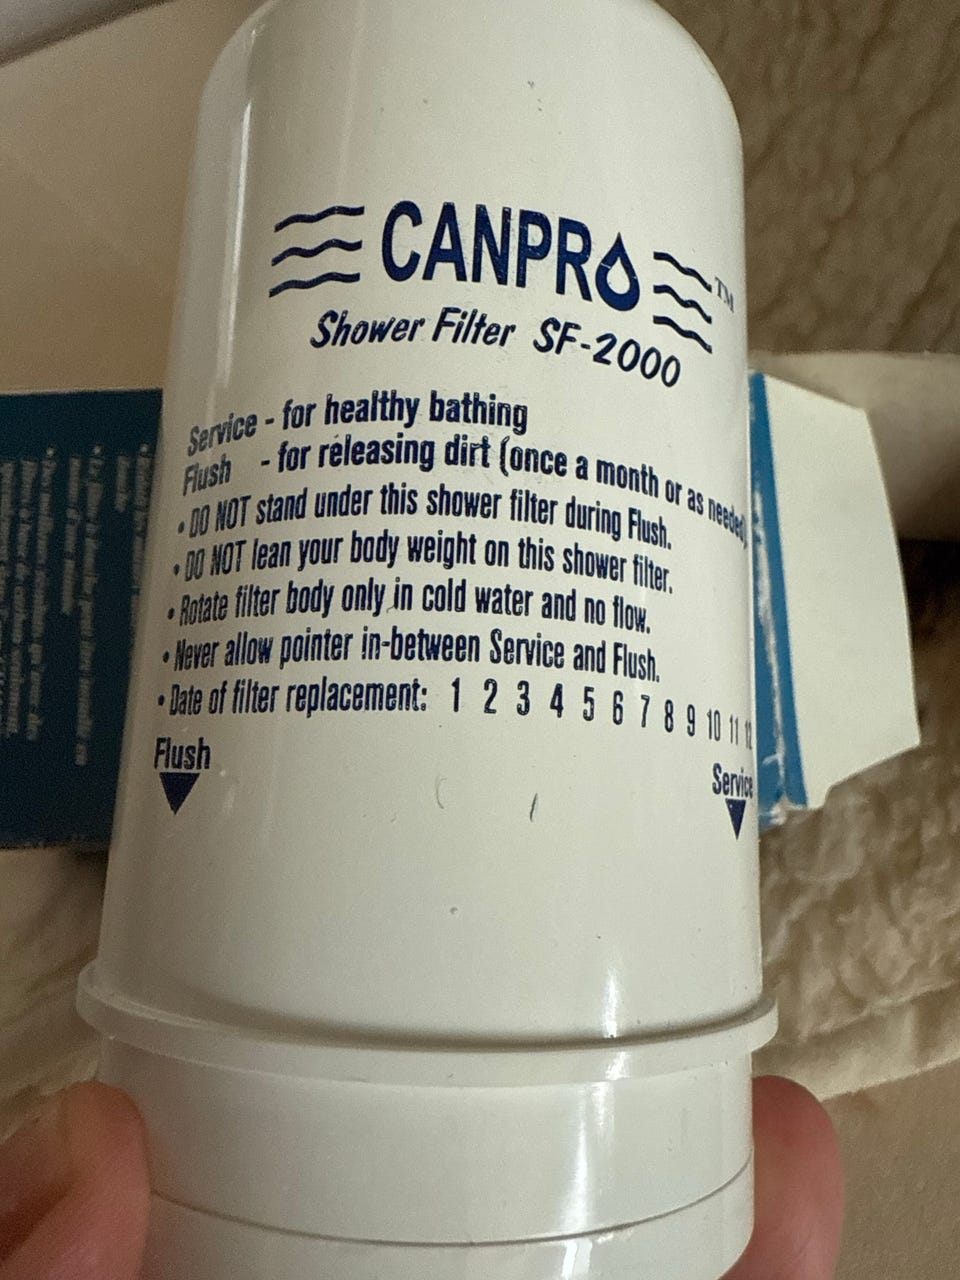 CANPRO TM
Shower Filter SF-2000
Service - for healthy bathing
Flush - for releasing dirt (once a month or as needed)
• DO NOT stand under this shower filter during Flush.
• DO NOT lean your body weight on this shower filter.
• Rotate filter body only in cold water and no flow.
• Never allow pointer in-between Service and Flush.
• Date of filter replacement: 1 2 3 4 5 6 7 8 9 10 11 12
Flush
Service